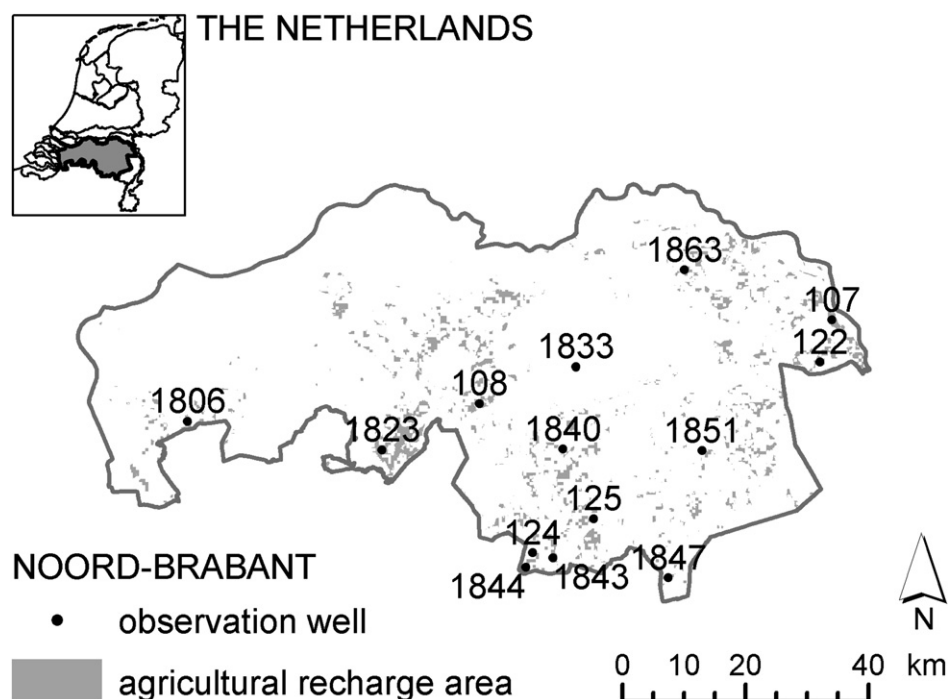 THE NETHERLANDS
1863
107
1833
122
108
1806
1823
1840
1851
125
124
1847
1844
1843
NOORD-BRABANT
observation well
agricultural recharge area
N
0 10 20 40 km